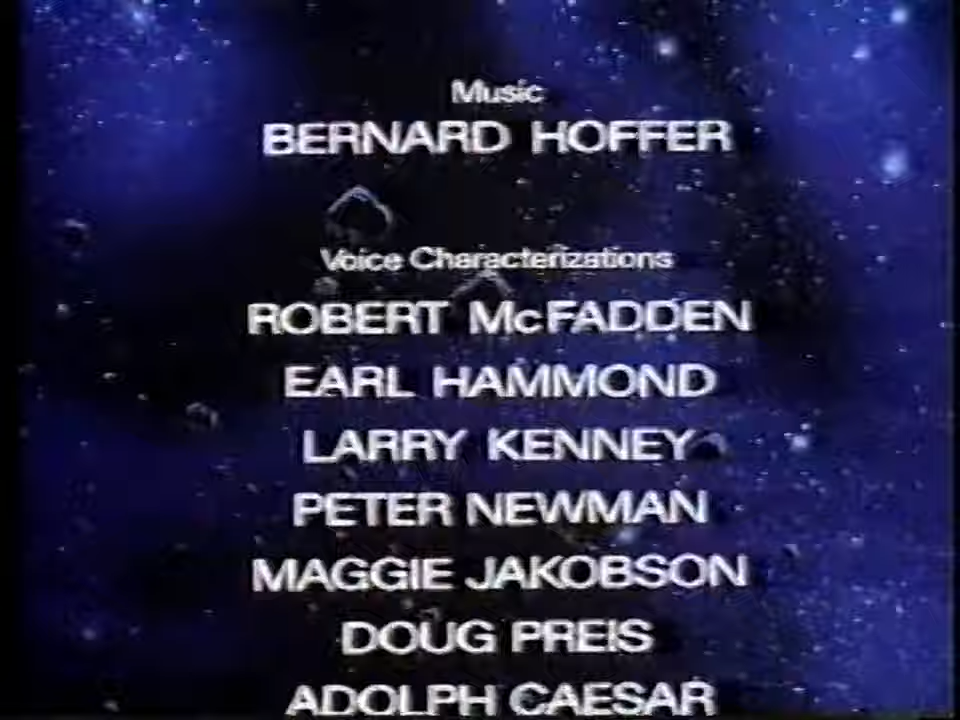 Music
BERNARD HOFFER
Voice Characterizations
ROBERT McFADDEN
EARL HAMMOND
LARRY KENNEY
PETER NEWMAN
MAGGIE JAKOBSON
DOUG PREIS
ADOLPH CAESAR